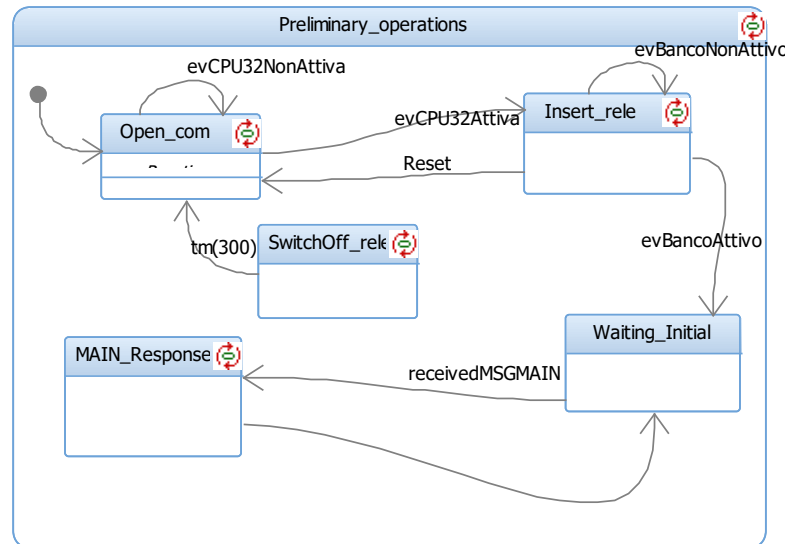 Preliminary_operations
evBancoNonAttivo
evCPU32NonAttiva
Open_com
evCPU32Attiva
Insert_rele
Reset
tm(300)
SwitchOff_rele
evBancoAttivo
Waiting_Initial
MAIN_Response
receivedMSGMAIN